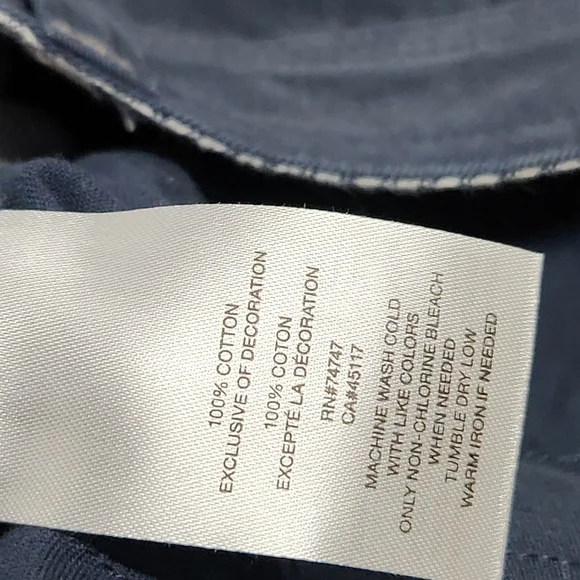 100% COTTON
EXCLUSIVE OF DECORATION
100% COTON
EXCEPTÉ LA DÉCORATION
RN#74747
CA#45117
MACHINE WASH COLD
WITH LIKE COLORS
ONLY NON-CHLORINE BLEACH
WHEN NEEDED
TUMBLE DRY LOW
WARM IRON IF NEEDED